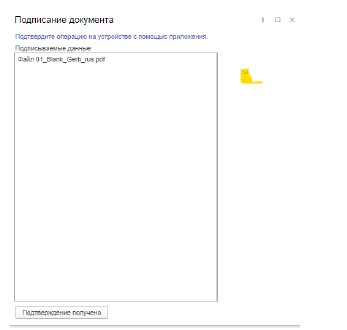 Подписание документа
Подтвердите операцию на устройстве с помощью приложения.
Подписываемые данные:
Файл 01_Blank_Gerb_rus.pdf
Подтверждение получено